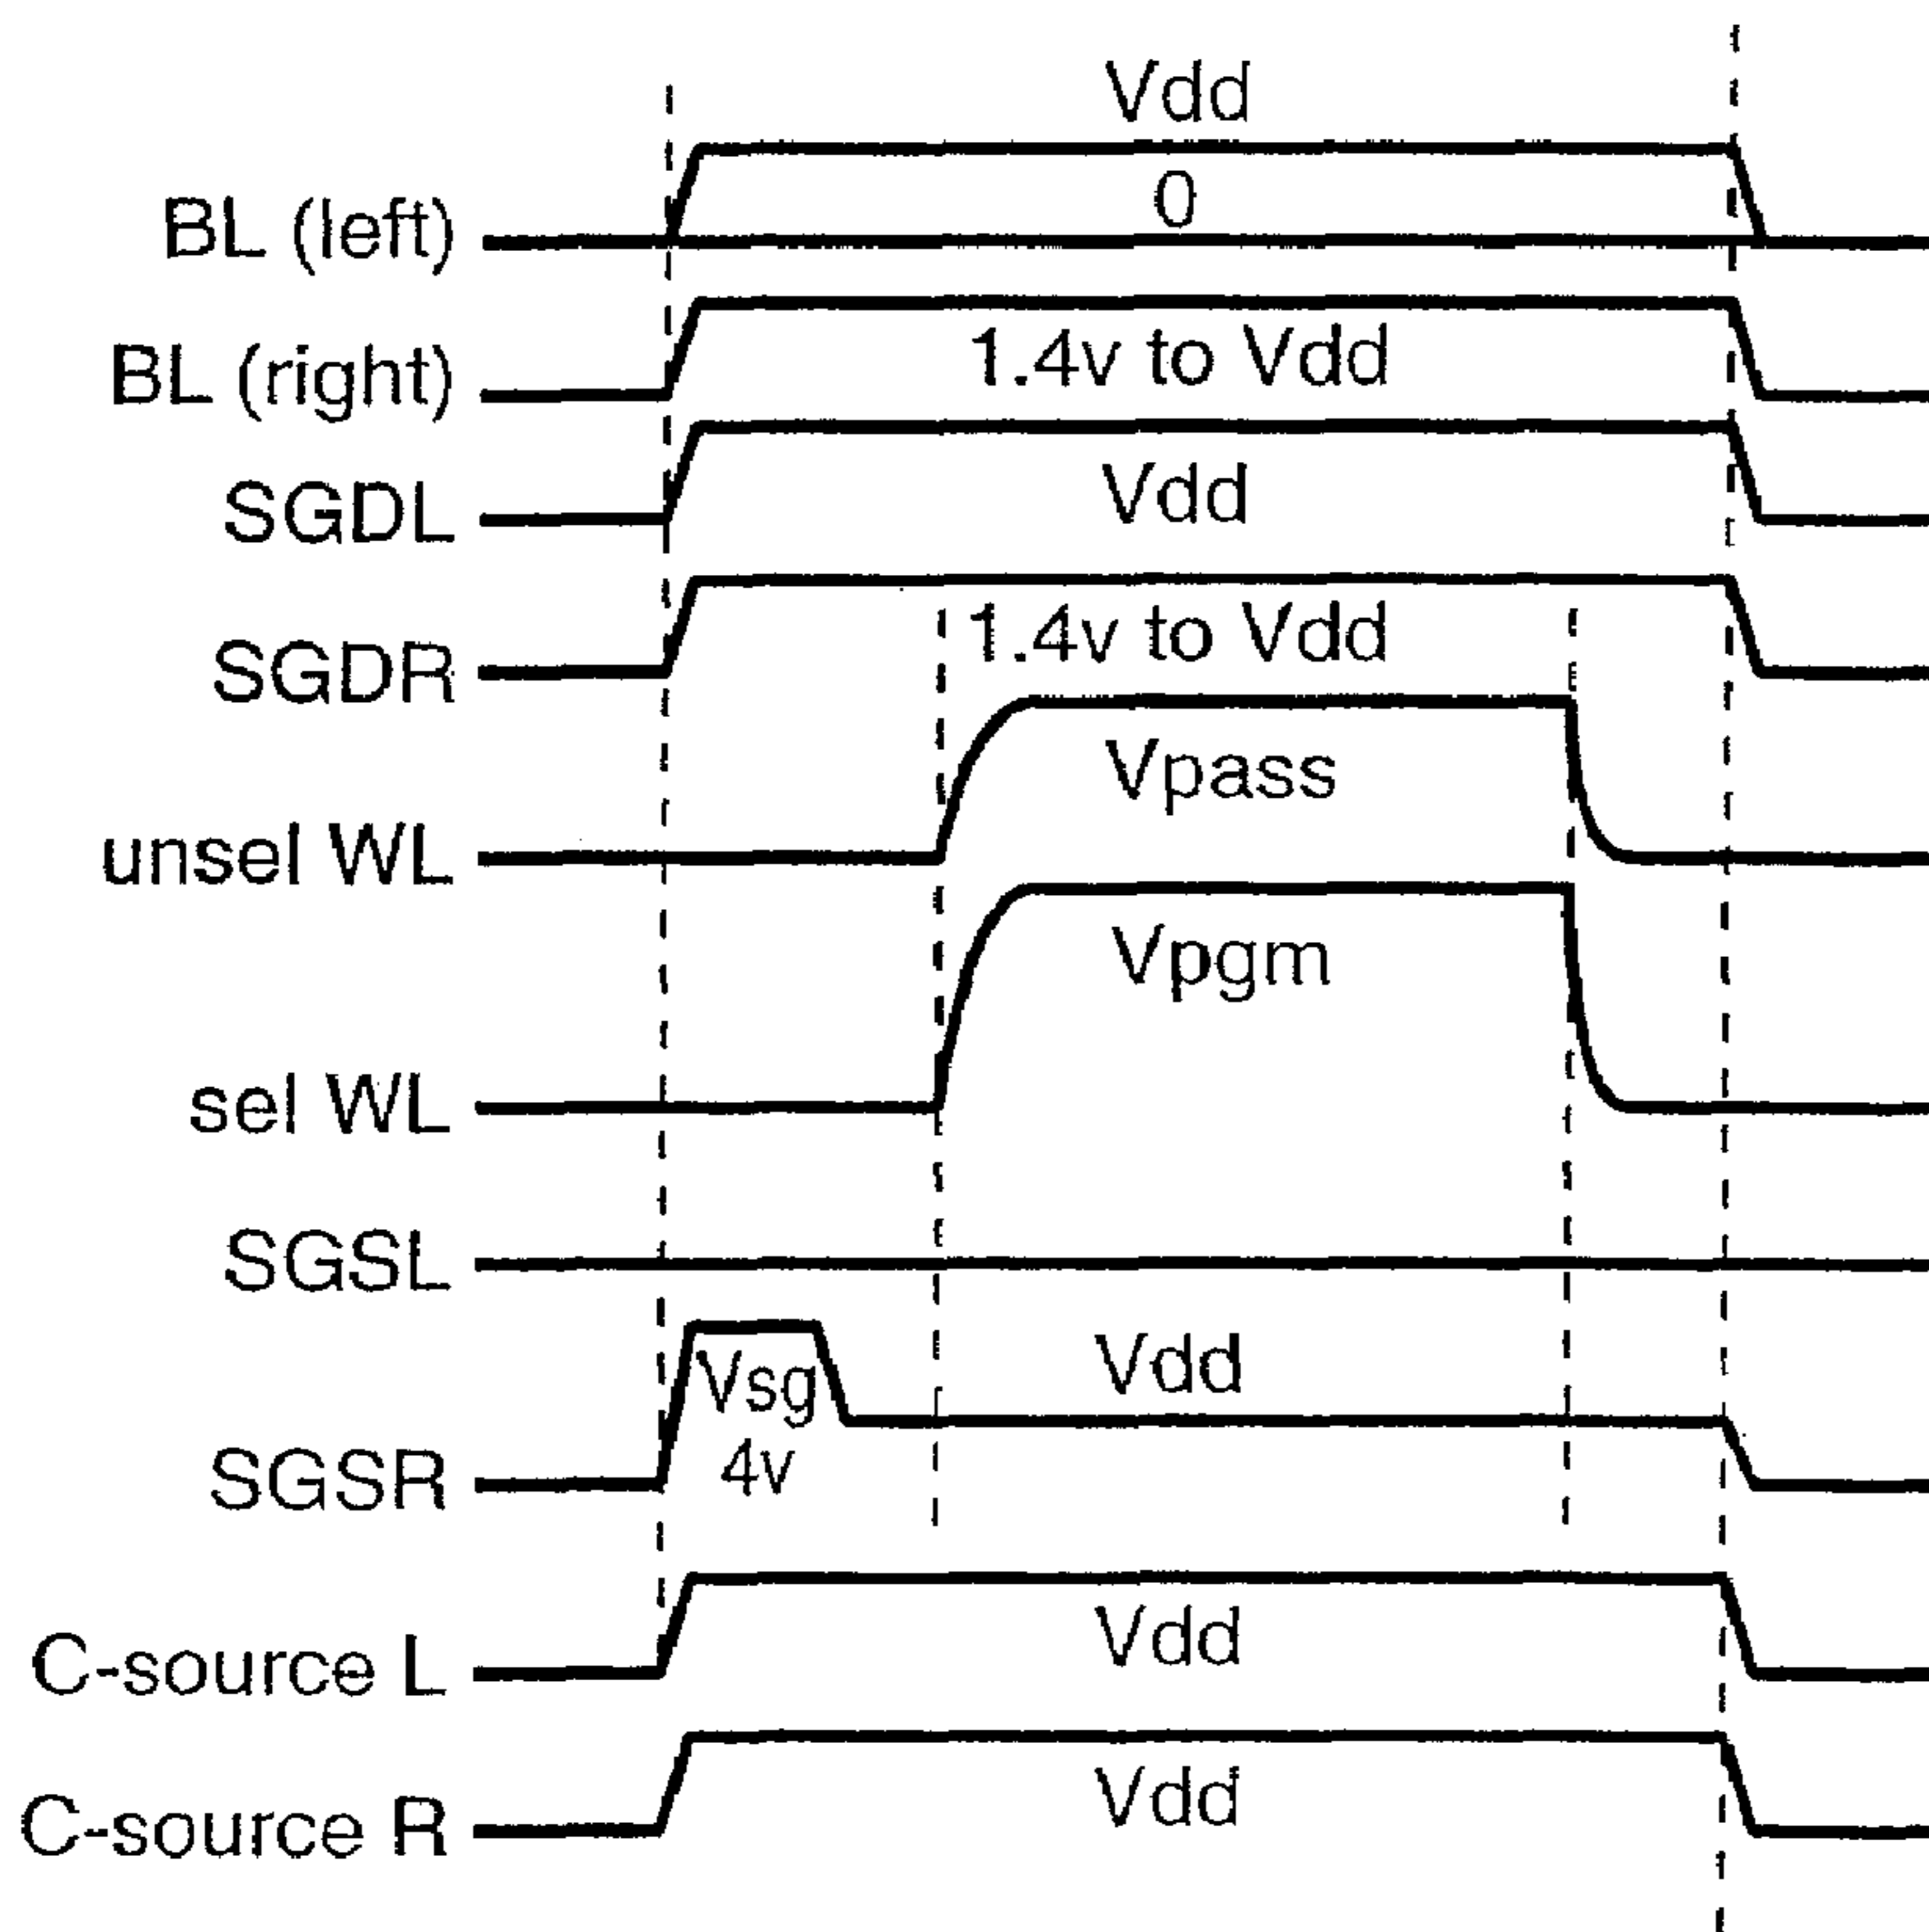 Vdd
0
BL (left)
1.4v to Vdd
BL (right)
Vdd
SGDL
1.4v to Vdd
SGDR
Vpass
unsel WL
Vpgm
sel WL
SGSL
Vsg
4v
Vdd
SGSR
Vdd
C-source L
Vdd
C-source R